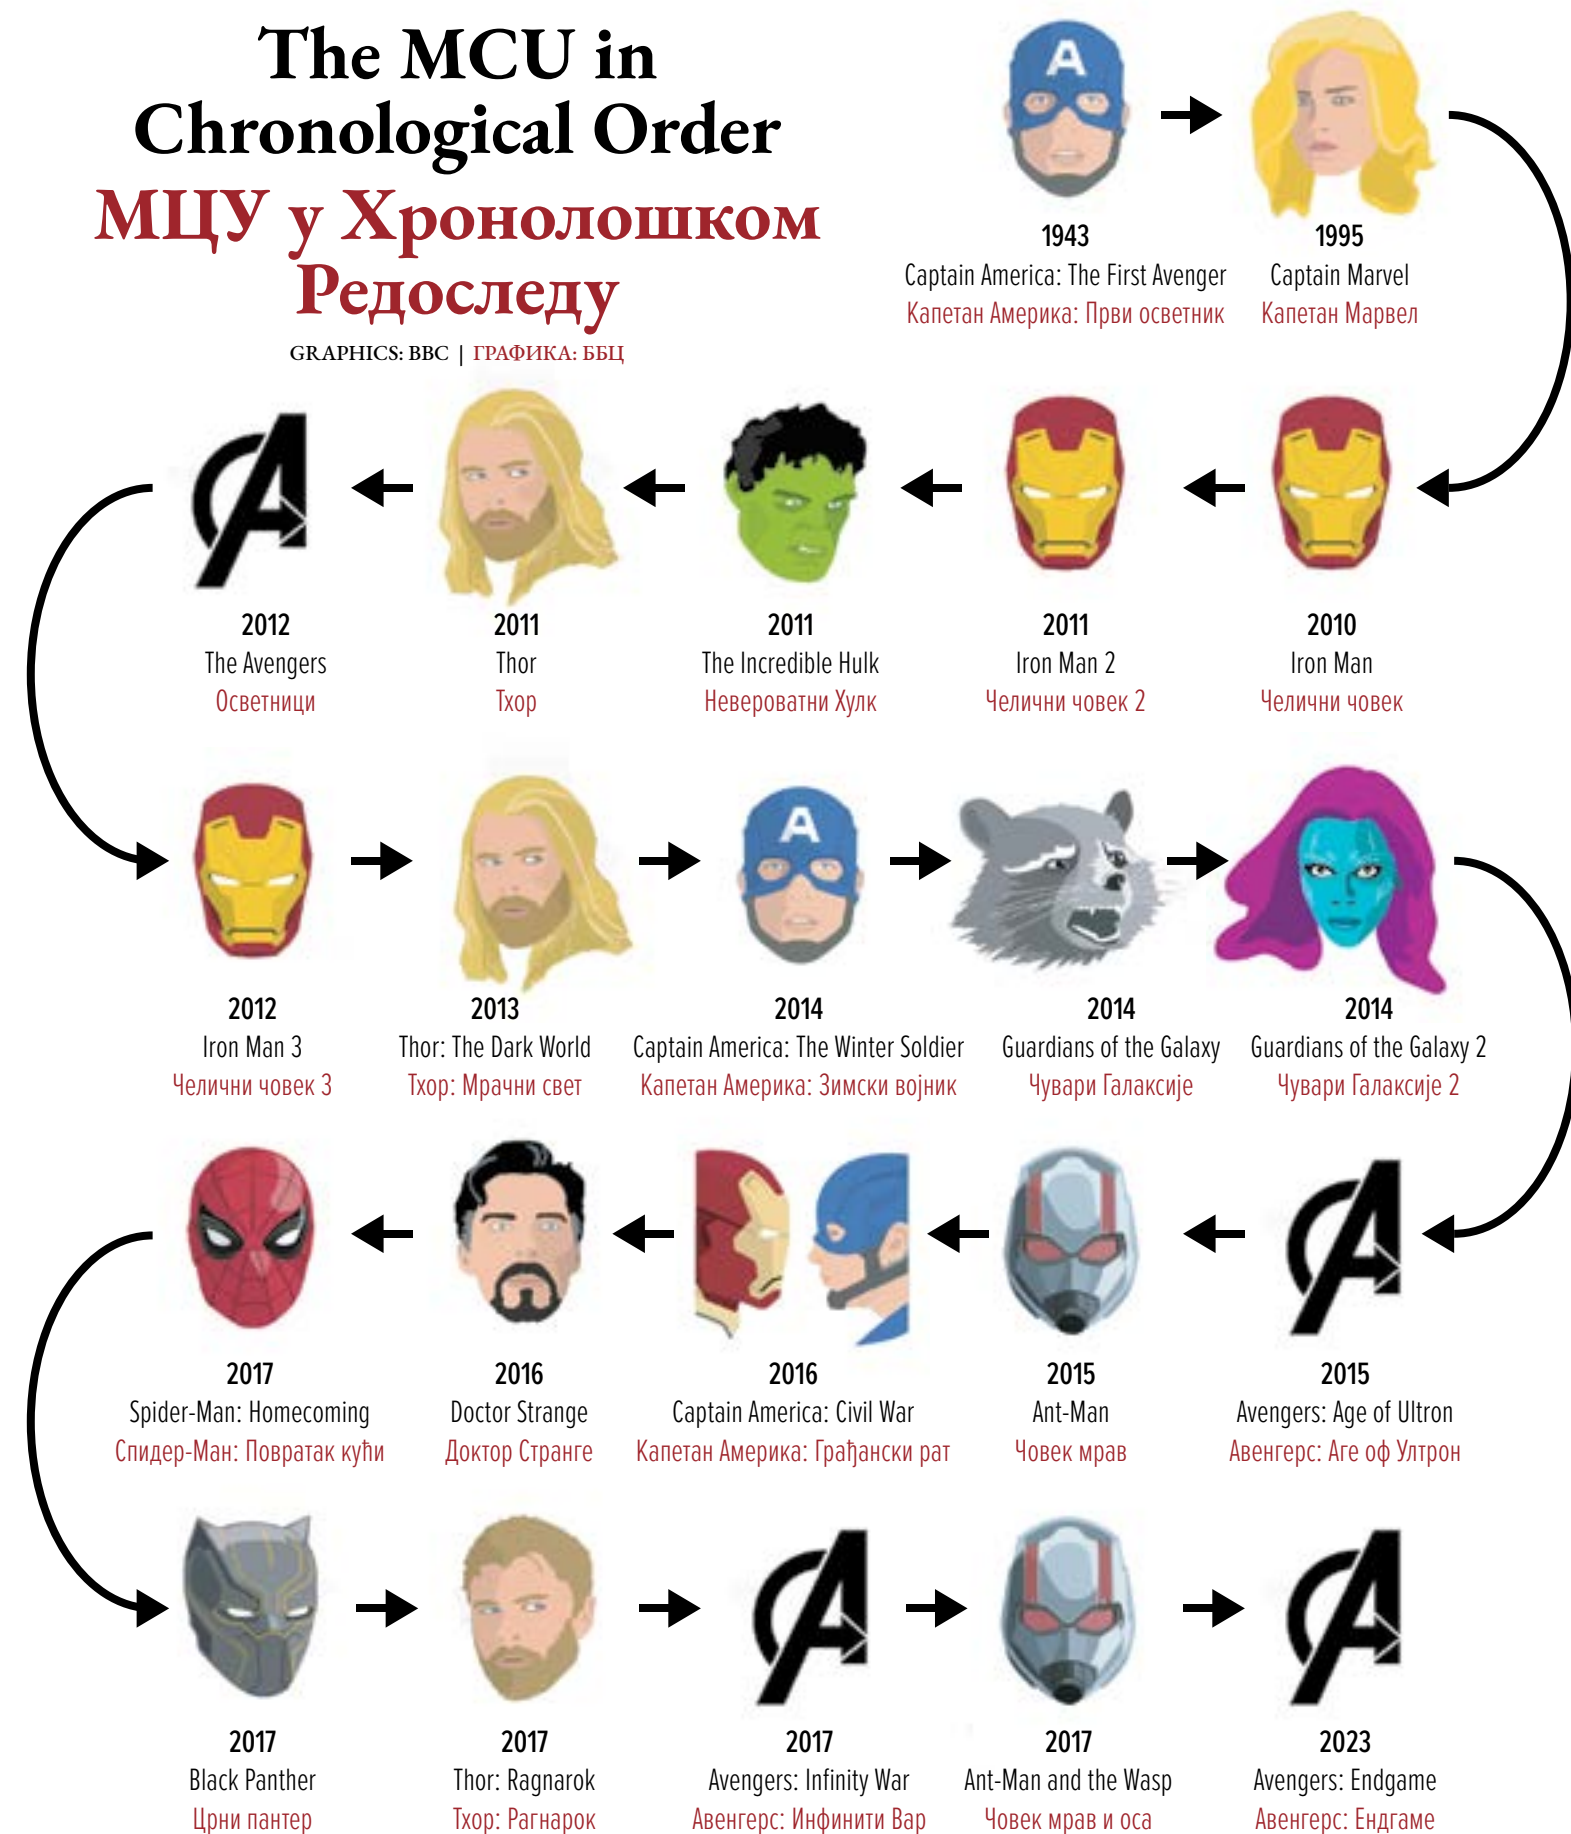 The MCU in
Chronological Order
МЦУ у Хронолошком
Редоследу
GRAPHICS: BBC | ГРАФИКА: ББЦ
A
1943
Captain America: The First Avenger
Капетан Америка: Први осветник
1995
Captain Marvel
Капетан Марвел
2010
Iron Man
Челични човек
2011
Iron Man 2
Челични човек 2
2011
The Incredible Hulk
Невероватни Хулк
2011
Thor
Тхор
A
2012
The Avengers
Осветници
2012
Iron Man 3
Челични човек 3
2013
Thor: The Dark World
Тхор: Мрачни свет
A
2014
Captain America: The Winter Soldier
Капетан Америка: Зимски војник
2014
Guardians of the Galaxy
Чувари Галаксије
2014
Guardians of the Galaxy 2
Чувари Галаксије 2
A
2015
Avengers: Age of Ultron
Авенгерс: Аге оф Ултрон
2015
Ant-Man
Човек мрав
2016
Captain America: Civil War
Капетан Америка: Грађански рат
2016
Doctor Strange
Доктор Странге
2017
Spider-Man: Homecoming
Спидер-Ман: Повратак кући
2017
Black Panther
Црни пантер
2017
Thor: Ragnarok
Тхор: Рагнарок
A
2017
Avengers: Infinity War
Авенгерс: Инфинити Вар
2017
Ant-Man and the Wasp
Човек мрав и оса
A
2023
Avengers: Endgame
Авенгерс: Ендгаме